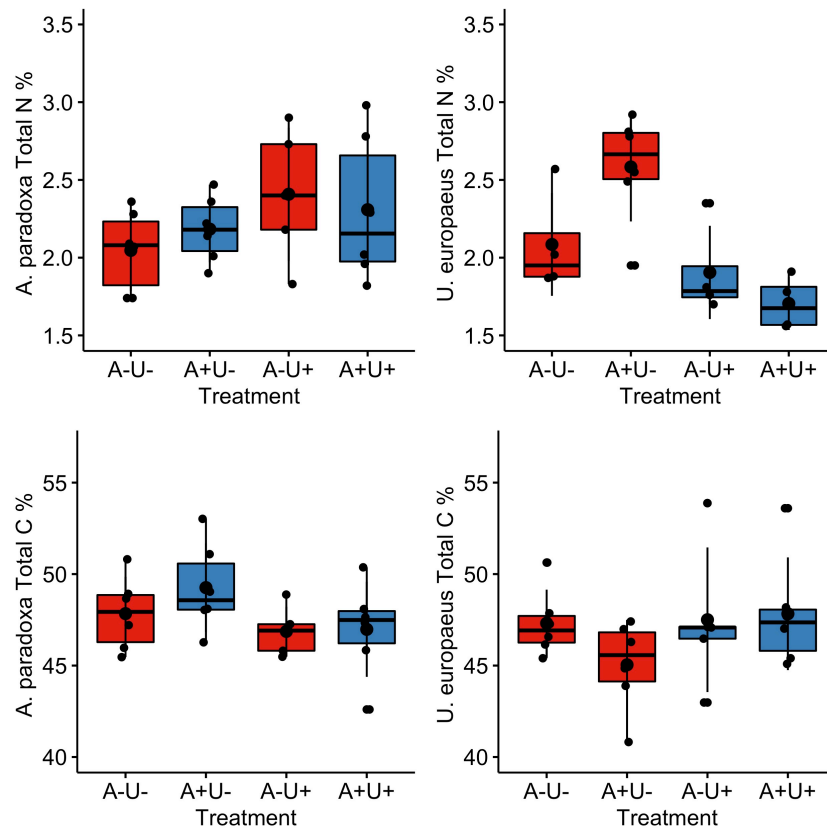 A. paradoxa Total N %
3.5
3.0
2.5
2.0
1.5
A-U-
A+U-
A-U+
A+U+
Treatment
U. europaeus Total N %
3.5
3.0
2.5
2.0
1.5
A-U-
A+U-
A-U+
A+U+
Treatment
A. paradoxa Total C %
55
50
45
40
A-U-
A+U-
A-U+
A+U+
Treatment
U. europaeus Total C %
55
50
45
40
A-U-
A+U-
A-U+
A+U+
Treatment